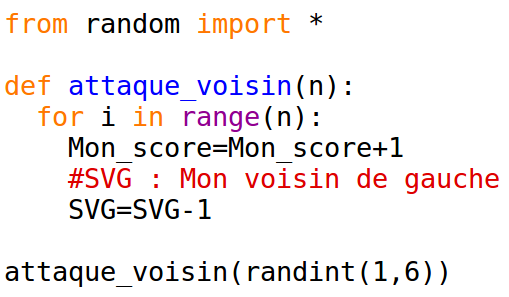 from random import *
def attaque_voisin(n):
  for i in range(n):
    Mon_score=Mon_score+1
    #SVG : Mon voisin de gauche
    SVG=SVG-1
attaque_voisin(randint(1,6))